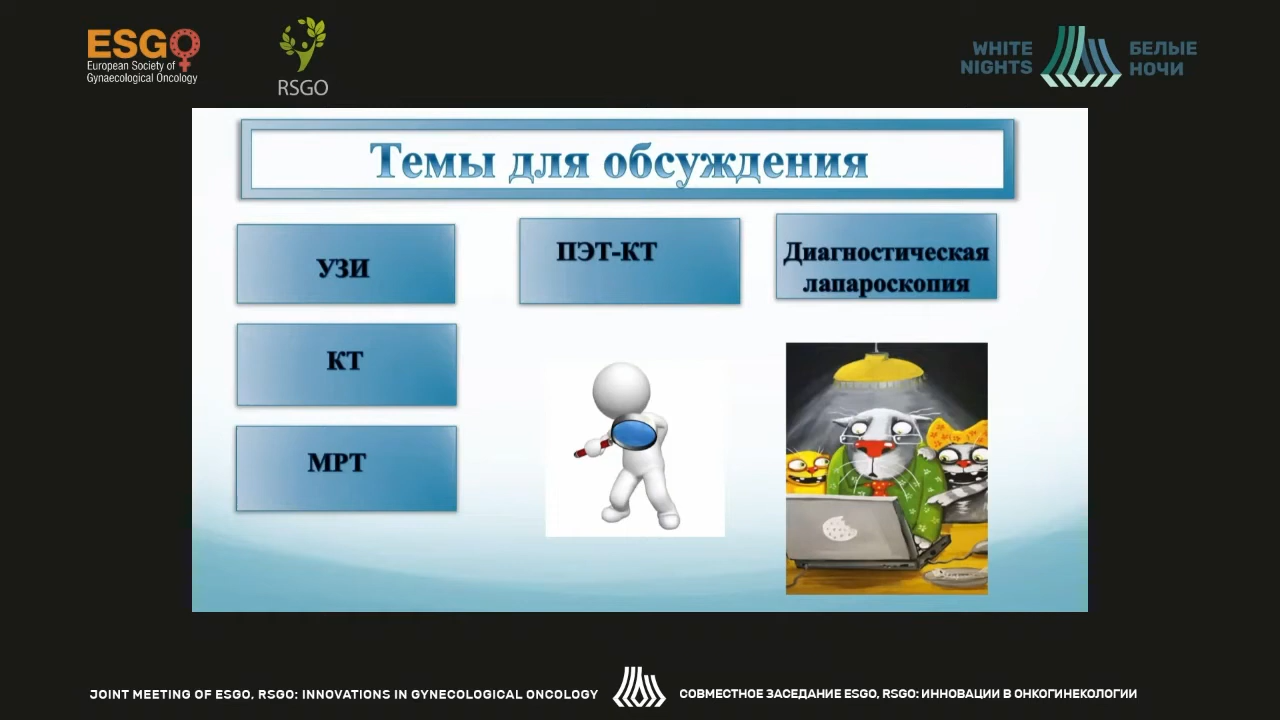 ESGO
European Society of
Gynaecological Oncology
RSGO
WHITE
NIGHTS
БЕЛЫЕ
НОЧИ
Темы для обсуждения
УЗИ
ПЭТ-КТ
Диагностическая
лапароскопия
КТ
МРТ
JOINT MEETING OF ESGO, RSGO: INNOVATIONS IN GYNECOLOGICAL ONCOLOGY
СОВМЕСТНОЕ ЗАСЕДАНИЕ ESGO, RSGO: ИННОВАЦИИ В ОНКОГИНЕКОЛОГИИ